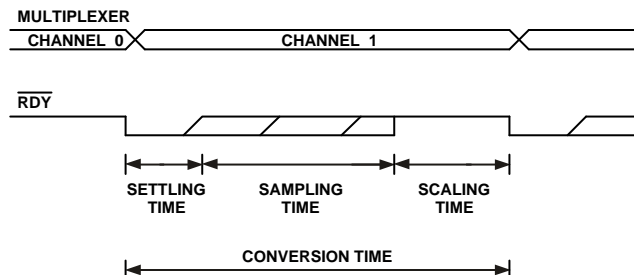 MULTIPLEXER
CHANNEL 0 CHANNEL 1
RDY
SETTLING TIME
SAMPLING TIME
SCALING TIME
CONVERSION TIME